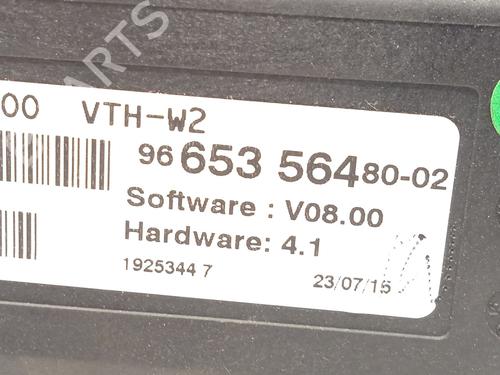 PARTS
00 VTH-W2
96 653 564 80-02
Software : V08.00
Hardware: 4.1
1925344 7
23/07/15